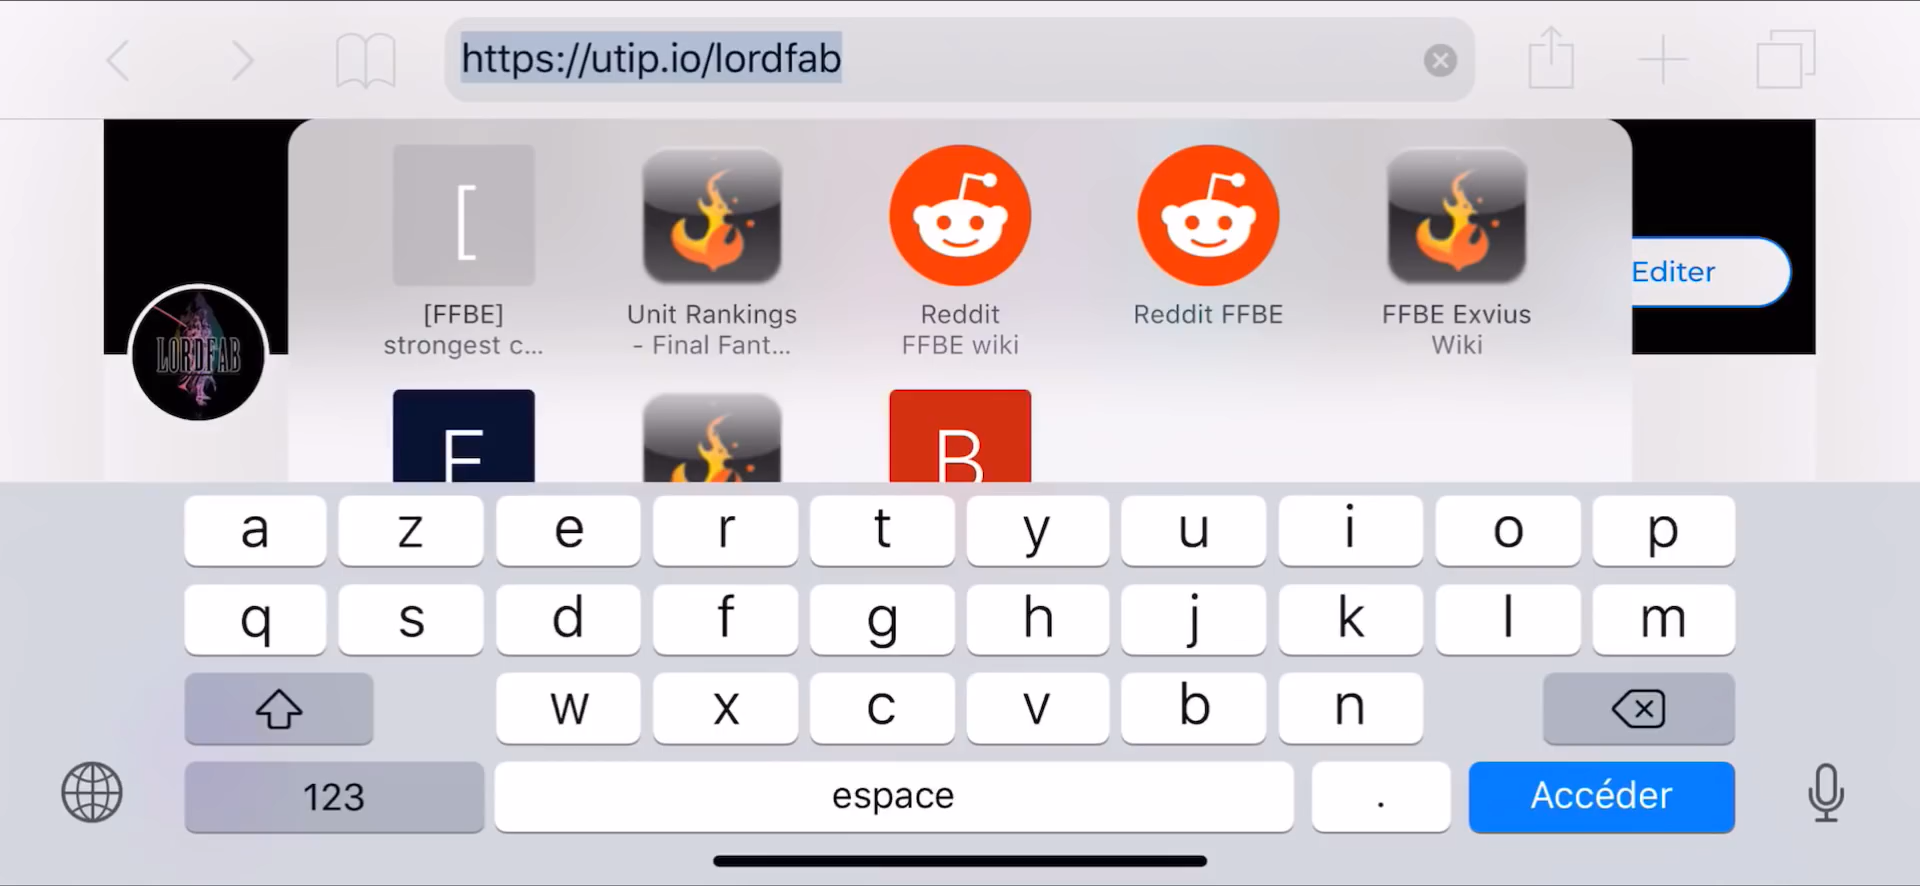 https://utip.io/lordfab
[
[FFBE]
strongest c...
Unit Rankings
- Final Fant...
Reddit
FFBE wiki
Reddit FFBE
FFBE Exvius
Wiki
Editer
LORDFAB
E
B
a z e r t y u i o p
q s d f g h j k l m
w x c v b n
123 espace . Accéder